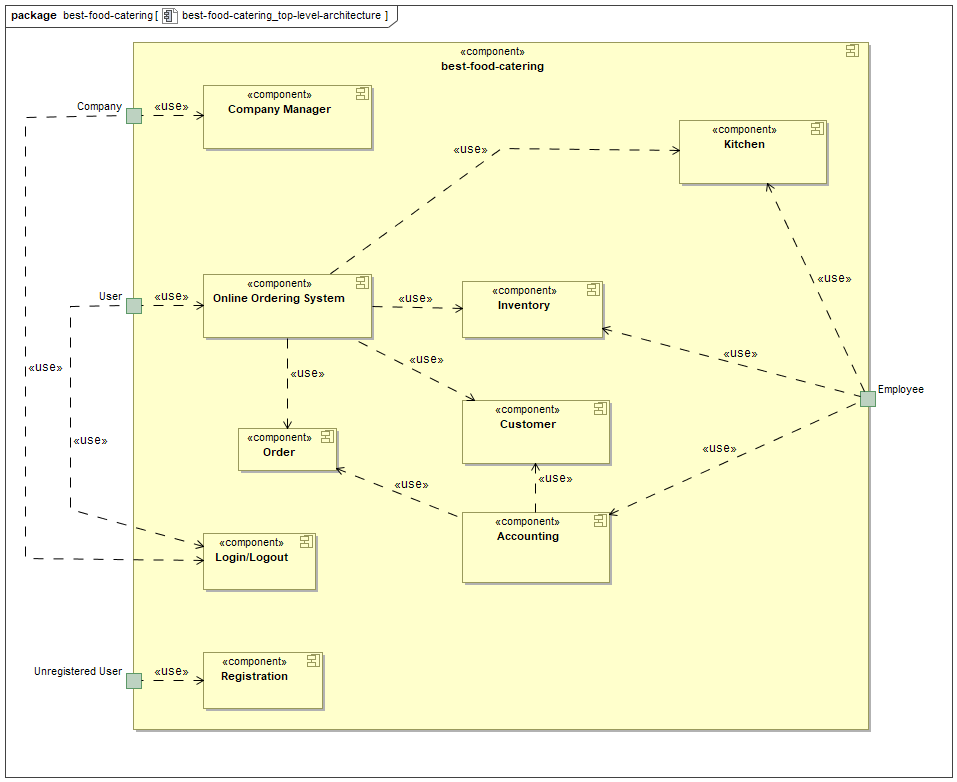 package best-food-catering [ best-food-catering_top-level-architecture ]
«component»
best-food-catering
Company
«use»
«component»
Company Manager
«use»
«component»
Kitchen
User
«use»
«component»
Online Ordering System
«use»
«component»
Inventory
«use»
«use»
«use»
«use»
«use»
Employee
«component»
Customer
«use»
«component»
Order
«use»
«use»
«use»
«component»
Accounting
«component»
Login/Logout
Unregistered User
«use»
«component»
Registration